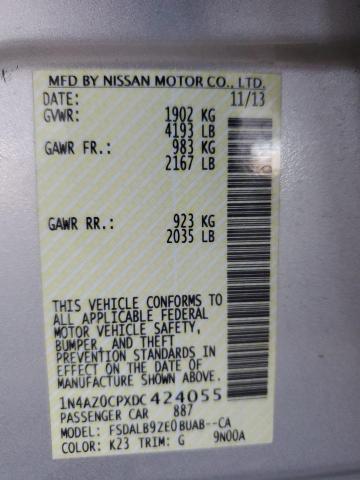 MFD BY NISSAN MOTOR CO., LTD.
DATE: 11/13
GVWR: 1902 KG
4193 LB
GAWR FR.: 983 KG
2167 LB
GAWR RR.: 923 KG
2035 LB
THIS VEHICLE CONFORMS TO
ALL APPLICABLE FEDERAL
MOTOR VEHICLE SAFETY,
BUMPER, AND THEFT
PREVENTION STANDARDS IN
EFFECT ON THE DATE OF
MANUFACTURE SHOWN ABOVE.
1N4AZ0CPXDC424055
PASSENGER CAR 887
MODEL: FSDALB9ZE0BUAB--CA
COLOR: K23 TRIM: G 9N00A